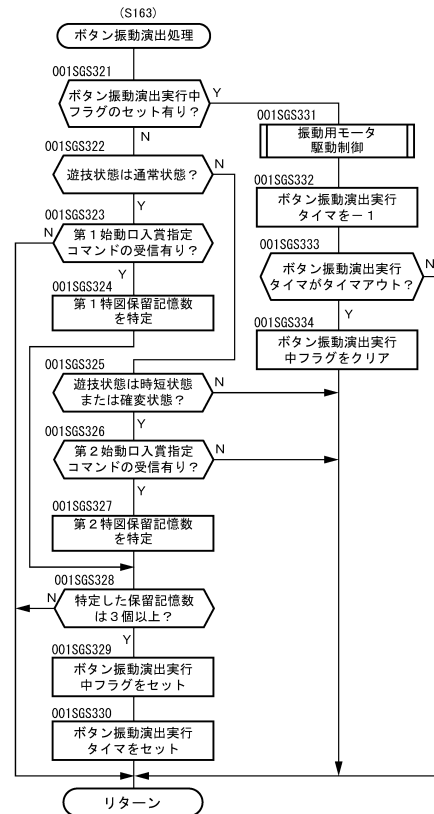 (S163)
ボタン振動演出処理
001SGS321
ボタン振動演出実行中
フラグのセット有り？
Y
N
001SGS322
遊技状態は通常状態？
N
Y
001SGS323
N
第１始動口入賞指定
コマンドの受信有り？
Y
001SGS324
第１特図保留記憶数
を特定
001SGS325
遊技状態は時短状態
または確変状態？
N
Y
001SGS326
第２始動口入賞指定
コマンドの受信有り？
N
Y
001SGS327
第２特図保留記憶数
を特定
001SGS328
N
特定した保留記憶数
は３個以上？
Y
001SGS329
ボタン振動演出実行
中フラグをセット
001SGS330
ボタン振動演出実行
タイマをセット
リターン
001SGS331
振動用モータ
駆動制御
001SGS332
ボタン振動演出実行
タイマを－１
001SGS333
ボタン振動演出実行
タイマがタイマアウト？
N
Y
001SGS334
ボタン振動演出実行
中フラグをクリア